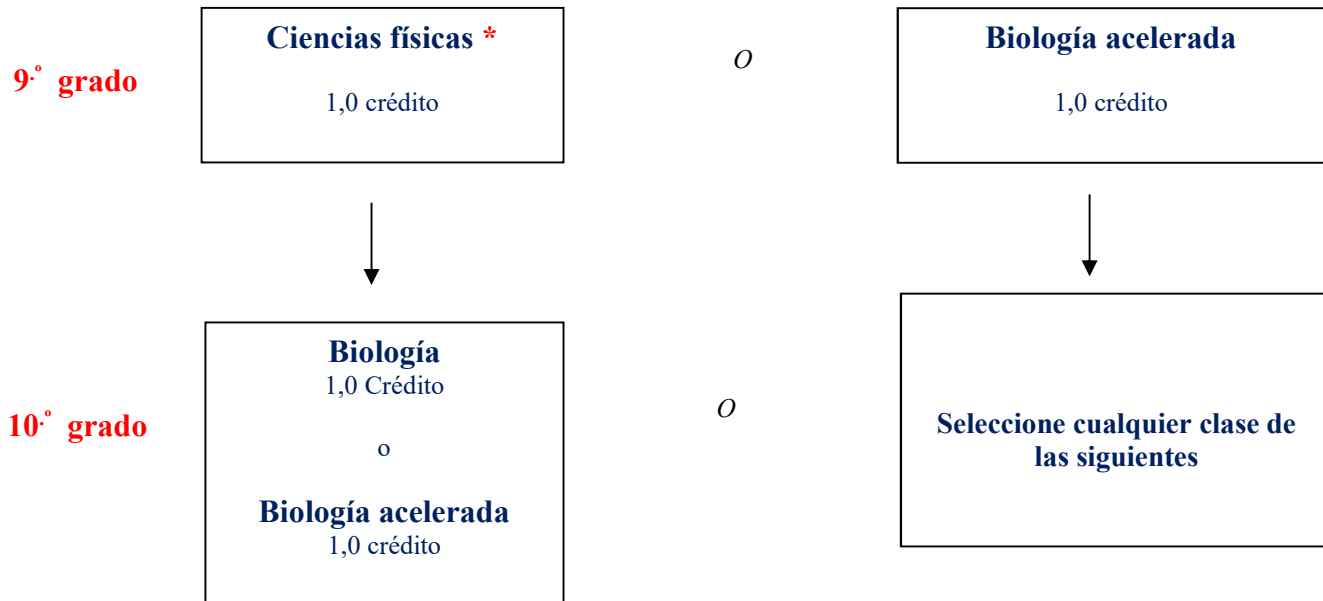 Ciencias físicas *
1,0 crédito
O
Biología acelerada
1,0 crédito
9.º grado
Biología
1,0 Crédito
o
Biología acelerada
1,0 crédito
O
Seleccione cualquier clase de
las siguientes
10.º grado